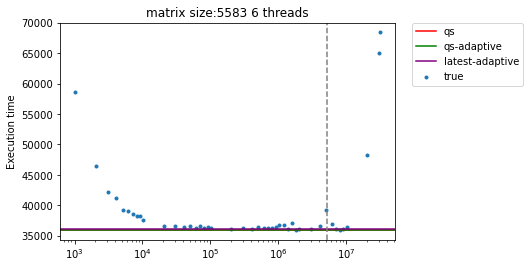 matrix size:5583 6 threads
Execution time
70000
65000
60000
55000
50000
45000
40000
35000
10³
10⁴
10⁵
10⁶
10⁷
qs
qs-adaptive
latest-adaptive
true